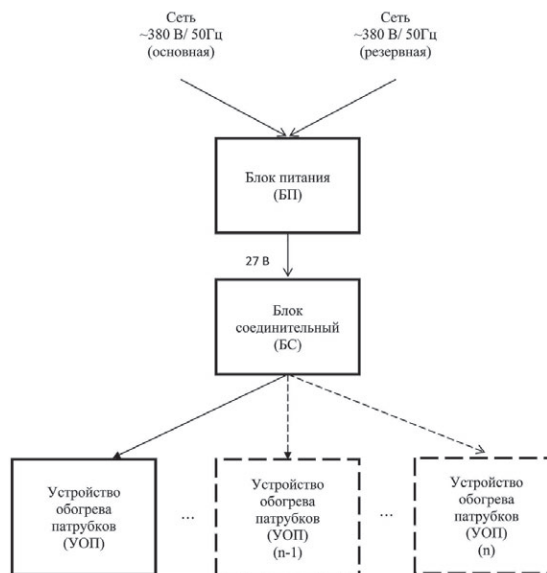 Сеть
~380 В/ 50Гц
(основная)
Сеть
~380 В/ 50Гц
(резервная)
Блок питания
(БП)
27 В
Блок
соединительный
(БС)
Устройство
обогрева
патрубков
(УОП)
...
Устройство
обогрева
патрубков
(УОП)
(n-1)
...
Устройство
обогрева
патрубков
(УОП)
(n)